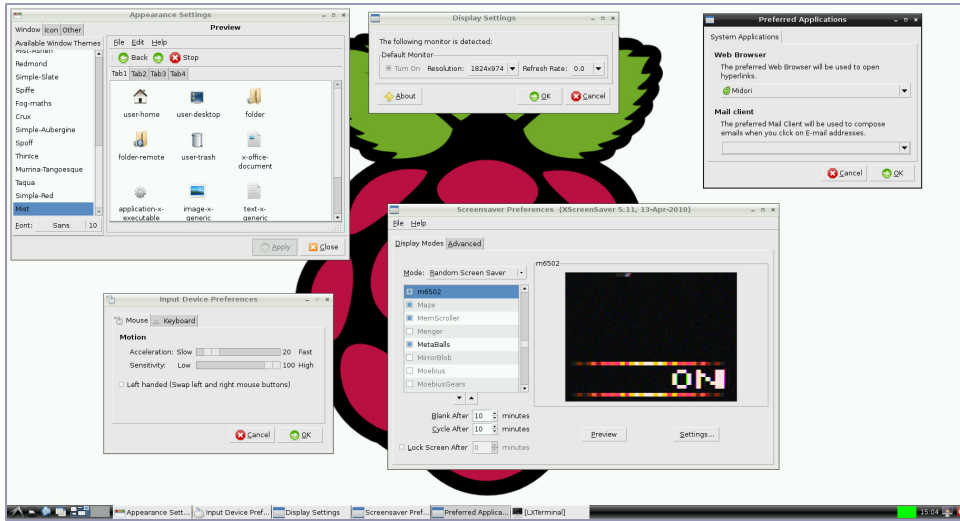 Appearance Settings
Window Icon Other
Preview
Available Window Themes
Mist-Ashen
Redmond
Simple-Slate
Spiffe
Fog-maths
Crux
Simple-Aubergine
Spoff
ThinIce
Murrina-Tangoesque
Taqua
Simple-Red
Mist
Font: Sans 10
File Edit Help
Back Stop
Tab1 Tab2 Tab3 Tab4
user-home user-desktop folder
folder-remote user-trash x-office-document
application-x-executable image-x-generic text-x-generic
Apply Close
Display Settings
The following monitor is detected:
Default Monitor
Turn On Resolution: 1824x974 Refresh Rate: 0.0
About OK Cancel
Preferred Applications
System Applications
Web Browser
The preferred Web Browser will be used to open
hyperlinks.
Midori
Mail client
The preferred Mail Client will be used to compose
emails when you click on E-mail addresses.
Cancel OK
Input Device Preferences
Mouse Keyboard
Motion
Acceleration: Slow 20 Fast
Sensitivity: Low 100 High
Left handed (Swap left and right mouse buttons)
Cancel OK
Screensaver Preferences (XScreenSaver 5.11, 13-Apr-2010)
File Help
Display Modes Advanced
Mode: Random Screen Saver
m6502
Maze
MemScroller
Menger
MetaBalls
MirrorBlob
Moebius
MoebiusGears
Blank After 10 minutes
Cycle After 10 minutes
Lock Screen After 0 minutes
m6502
ON
Preview Settings...
Appearance Sett... Input Device Pref... Display Settings Screensaver Pref... Preferred Applica... [LXTerminal] 15:04